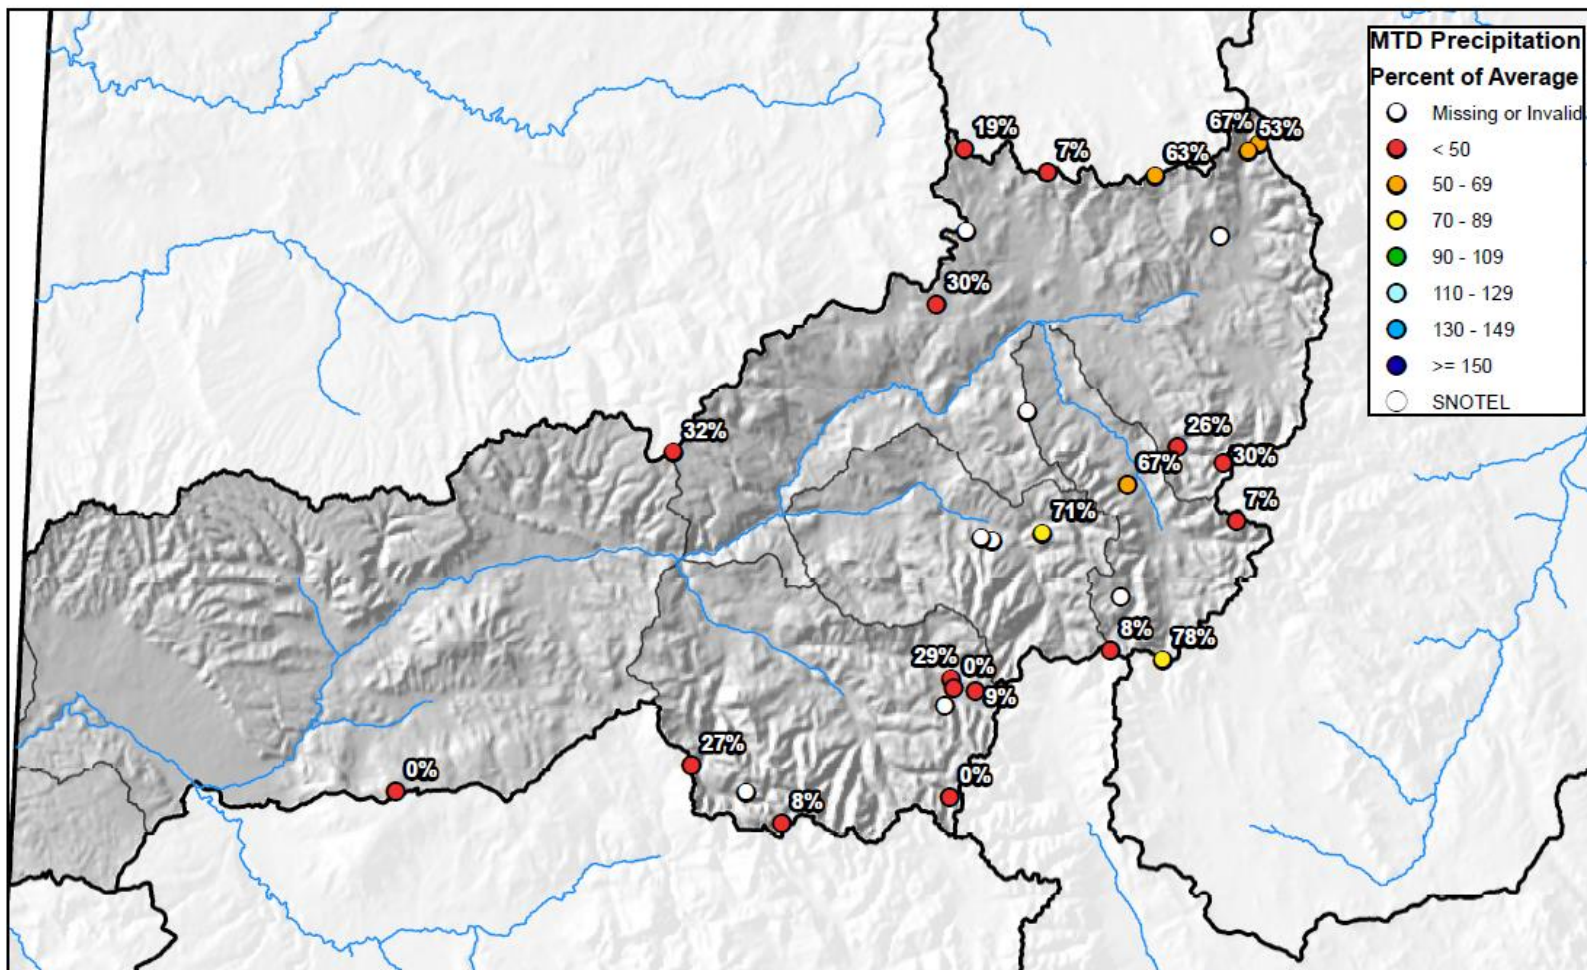 MTD Precipitation
Percent of Average
Missing or Invalid
< 50
50 - 69
70 - 89
90 - 109
110 - 129
130 - 149
>= 150
SNOTEL
67%
53%
19%
7%
63%
30%
32%
26%
67%
30%
7%
71%
8%
78%
29%
0%
9%
27%
0%
0%
8%